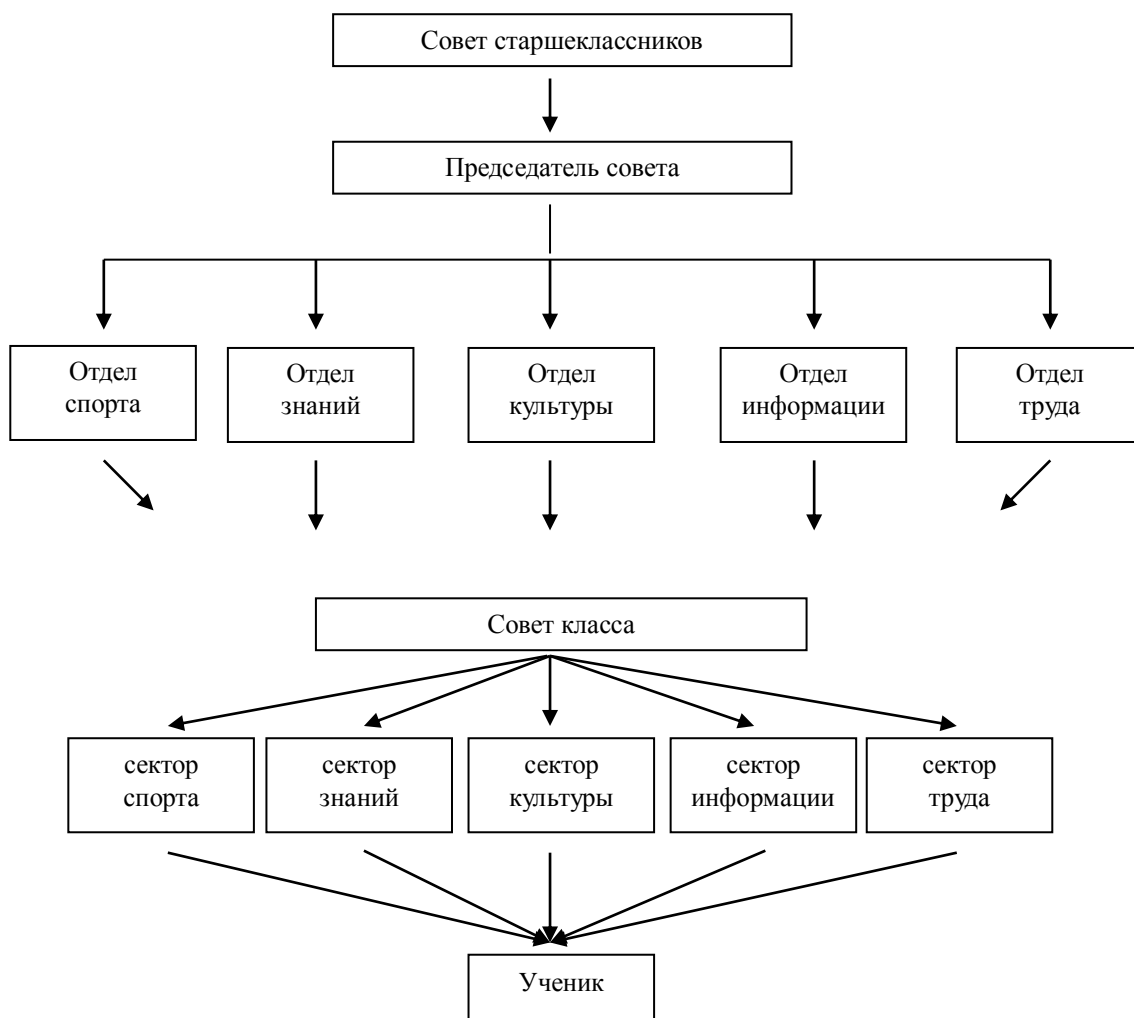 Совет старшеклассников
Председатель совета
Отдел
спорта
Отдел
знаний
Отдел
культуры
Отдел
информации
Отдел
труда
Совет класса
сектор
спорта
сектор
знаний
сектор
культуры
сектор
информации
сектор
труда
Ученик